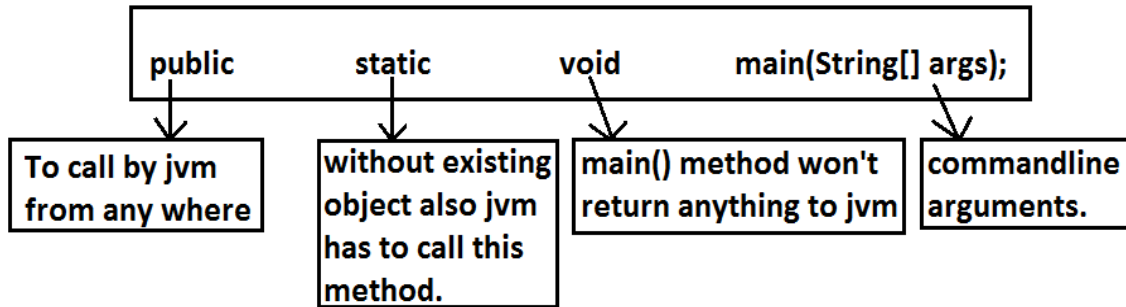 public static void main(String[] args);
To call by jvm
from any where
without existing
object also jvm
has to call this
method.
main() method won't
return anything to jvm
commandline
arguments.